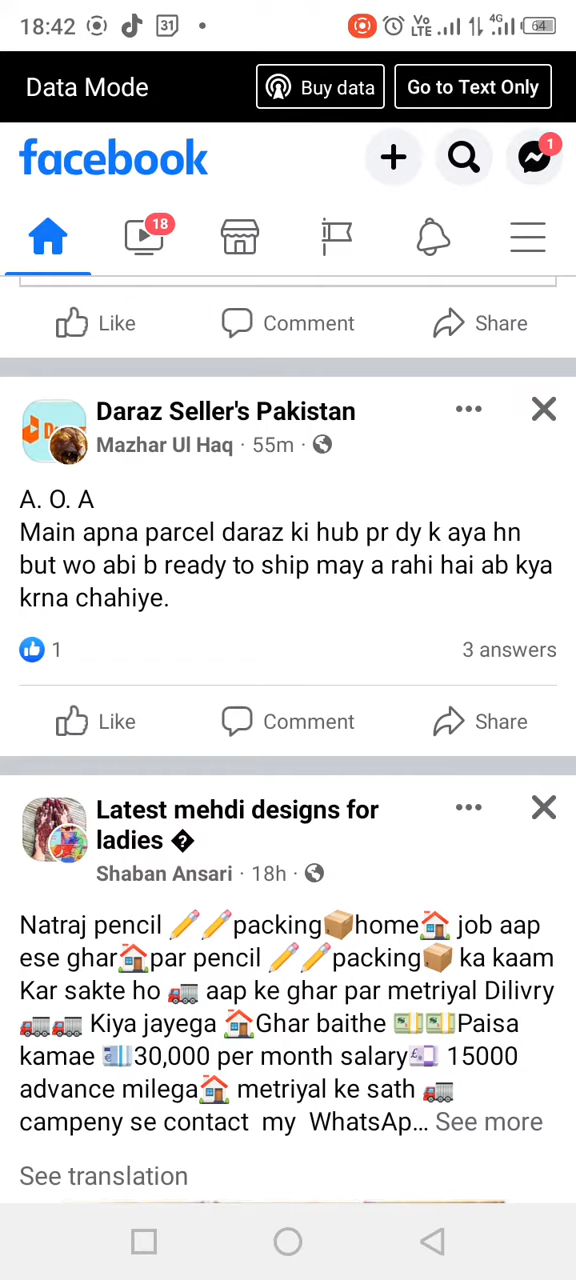 18:42
31
Vo LTE
4G
64
Data Mode
Buy data
Go to Text Only
facebook
1
18
Like
Comment
Share
Daraz Seller's Pakistan
Mazhar Ul Haq · 55m ·
A. O. A
Main apna parcel daraz ki hub pr dy k aya hn
but wo abi b ready to ship may a rahi hai ab kya
krna chahiye.
1
3 answers
Like
Comment
Share
Latest mehdi designs for
ladies �
Shaban Ansari · 18h ·
Natraj pencil ✏️✏️packing📦home🏠 job aap
ese ghar🏠par pencil ✏️✏️packing📦 ka kaam
Kar sakte ho 🚛 aap ke ghar par metriyal Dilivry
🚛🚛 Kiya jayega 🏠Ghar baithe 💵💵Paisa
kamae 💶30,000 per month salary💷 15000
advance milega🏠 metriyal ke sath 🚛
campeny se contact  my  WhatsAp... See more
See translation